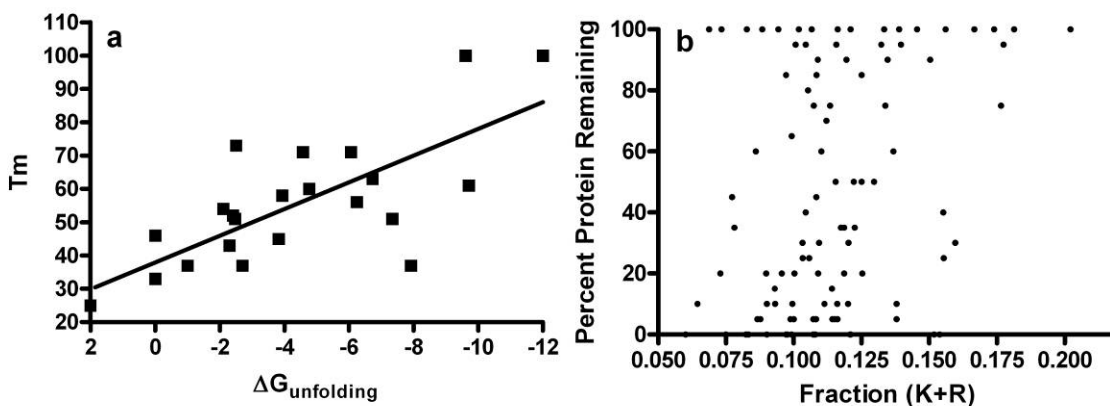 a
Tm
100
90
80
70
60
50
40
30
20
2 0 -2 -4 -6 -8 -10 -12
ΔGunfolding
b
Percent Protein Remaining
100
80
60
40
20
0
0.050 0.075 0.100 0.125 0.150 0.175 0.200
Fraction (K+R)